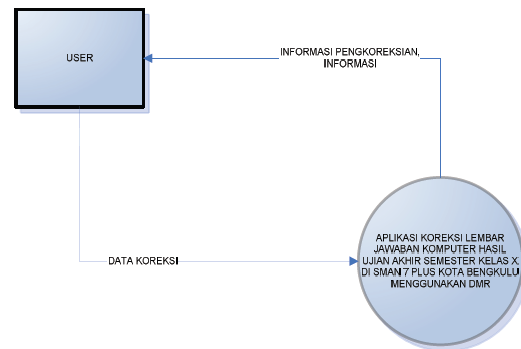 USER
INFORMASI PENGKOREKSIAN,
INFORMASI
DATA KOREKSI
APLIKASI KOREKSI LEMBAR
JAWABAN KOMPUTER HASIL
UJIAN AKHIR SEMESTER KELAS X,
DI SMAN 7 PLUS KOTA BENGKULU
MENGGUNAKAN DMR